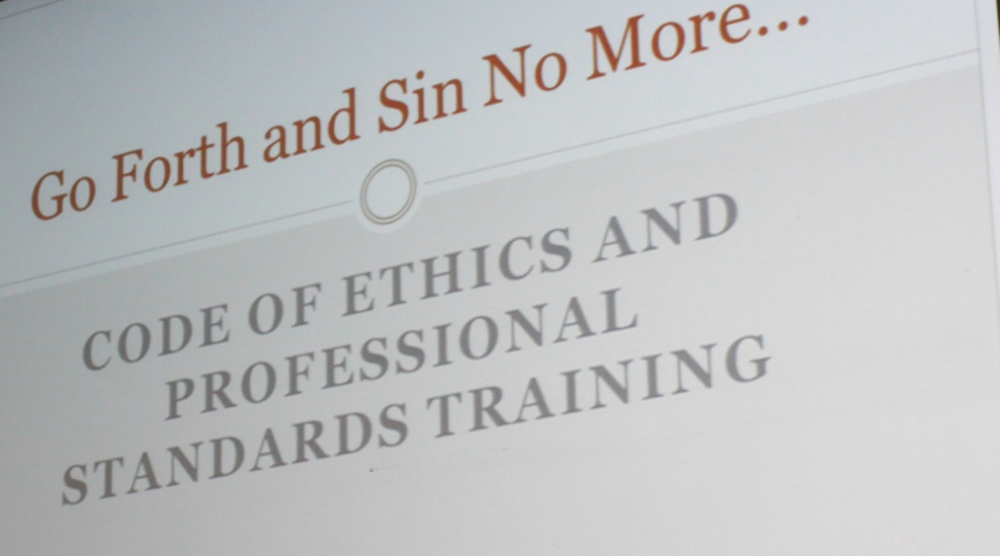 Go Forth and Sin No More...
CODE OF ETHICS AND
PROFESSIONAL
STANDARDS TRAINING